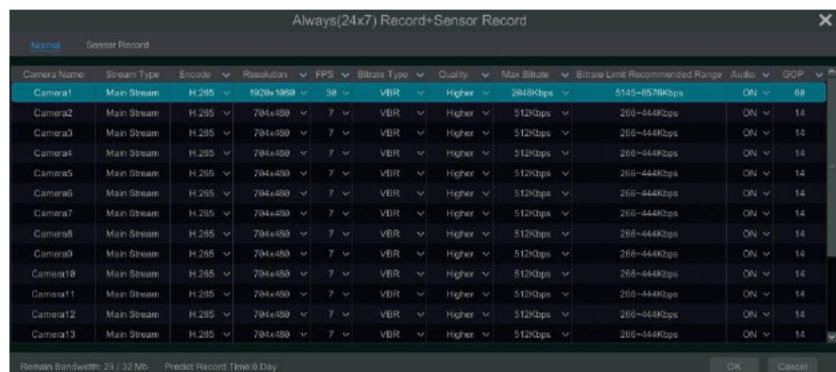 Always(24x7) Record+Sensor Record
Normal Sensor Record
Camera Name Stream Type Encode Resolution FPS Bitrate Type Quality Max Bitrate Bitrate Limit Recommended Range Audio GOP
Camera1 Main Stream H.265 1920x1080 30 VBR Higher 2048Kbps 5145~8576Kbps ON 60
Camera2 Main Stream H.265 704x480 7 VBR Higher 512Kbps 266~444Kbps ON 14
Camera3 Main Stream H.265 704x480 7 VBR Higher 512Kbps 266~444Kbps ON 14
Camera4 Main Stream H.265 704x480 7 VBR Higher 512Kbps 266~444Kbps ON 14
Camera5 Main Stream H.265 704x480 7 VBR Higher 512Kbps 266~444Kbps ON 14
Camera6 Main Stream H.265 704x480 7 VBR Higher 512Kbps 266~444Kbps ON 14
Camera7 Main Stream H.265 704x480 7 VBR Higher 512Kbps 266~444Kbps ON 14
Camera8 Main Stream H.265 704x480 7 VBR Higher 512Kbps 266~444Kbps ON 14
Camera9 Main Stream H.265 704x480 7 VBR Higher 512Kbps 266~444Kbps ON 14
Camera10 Main Stream H.265 704x480 7 VBR Higher 512Kbps 266~444Kbps ON 14
Camera11 Main Stream H.265 704x480 7 VBR Higher 512Kbps 266~444Kbps ON 14
Camera12 Main Stream H.265 704x480 7 VBR Higher 512Kbps 266~444Kbps ON 14
Camera13 Main Stream H.265 704x480 7 VBR Higher 512Kbps 266~444Kbps ON 14
Remain Bandwidth: 29 / 32 Mb Predict Record Time:0 Day OK Cancel